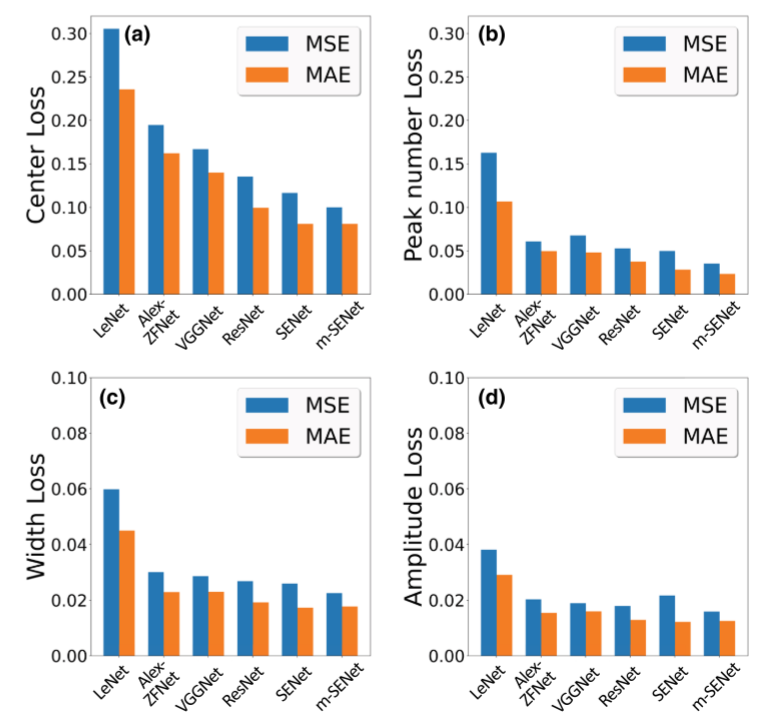 (a)
MSE
MAE
Center Loss
0.30
0.25
0.20
0.15
0.10
0.05
0.00
LeNet
Alex-
ZFNet
VGGNet
ResNet
SENet
m-SENet
(b)
MSE
MAE
Peak number Loss
0.30
0.25
0.20
0.15
0.10
0.05
0.00
LeNet
Alex-
ZFNet
VGGNet
ResNet
SENet
m-SENet
(c)
MSE
MAE
Width Loss
0.10
0.08
0.06
0.04
0.02
0.00
LeNet
Alex-
ZFNet
VGGNet
ResNet
SENet
m-SENet
(d)
MSE
MAE
Amplitude Loss
0.10
0.08
0.06
0.04
0.02
0.00
LeNet
Alex-
ZFNet
VGGNet
ResNet
SENet
m-SENet